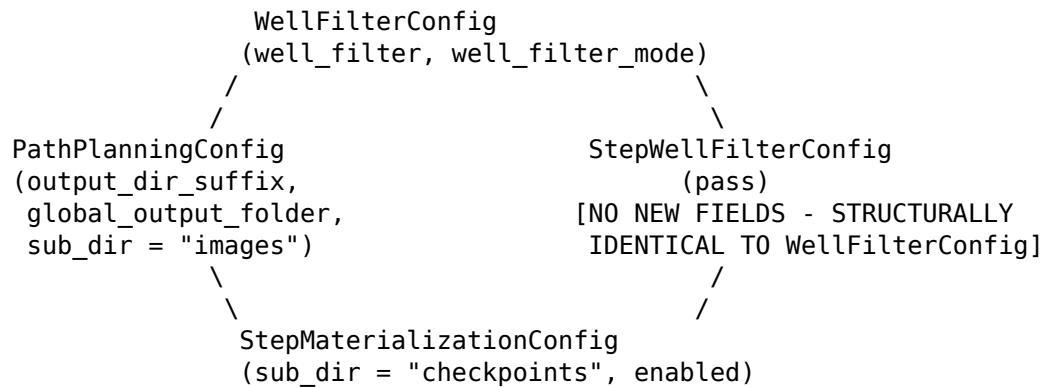 WellFilterConfig
(well_filter, well_filter_mode)
/ \
/ \
PathPlanningConfig StepWellFilterConfig
(output_dir_suffix, (pass)
global_output_folder, [NO NEW FIELDS - STRUCTURALLY
sub_dir = "images") IDENTICAL TO WellFilterConfig]
\ /
\ /
StepMaterializationConfig
(sub_dir = "checkpoints", enabled)